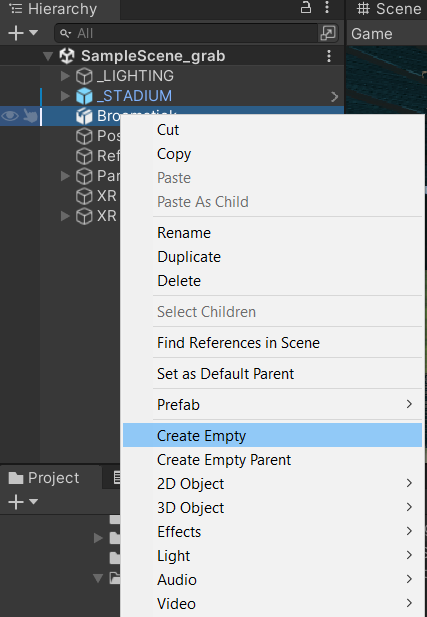 Hierarchy
Scene
All
Game
SampleScene_grab
_LIGHTING
_STADIUM
Cut
Copy
Paste
Paste As Child
Rename
Duplicate
Delete
Select Children
Find References in Scene
Set as Default Parent
Prefab
Create Empty
Create Empty Parent
2D Object
3D Object
Effects
Light
Audio
Video
Pos
Ref
Par
XR
XR
Project